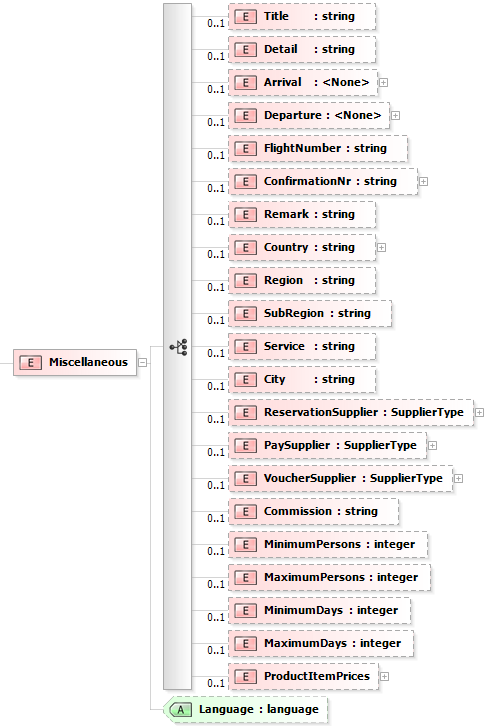 E Title : string
0..1
E Detail : string
0..1
E Arrival : <None>
0..1
E Departure : <None>
0..1
E FlightNumber : string
0..1
E ConfirmationNr : string
0..1
E Remark : string
0..1
E Country : string
0..1
E Region : string
0..1
E SubRegion : string
0..1
E Service : string
0..1
E Miscellaneous
E City : string
0..1
E ReservationSupplier : SupplierType
0..1
E PaySupplier : SupplierType
0..1
E VoucherSupplier : SupplierType
0..1
E Commission : string
0..1
E MinimumPersons : integer
0..1
E MaximumPersons : integer
0..1
E MinimumDays : integer
0..1
E MaximumDays : integer
0..1
E ProductItemPrices
0..1
A Language : language